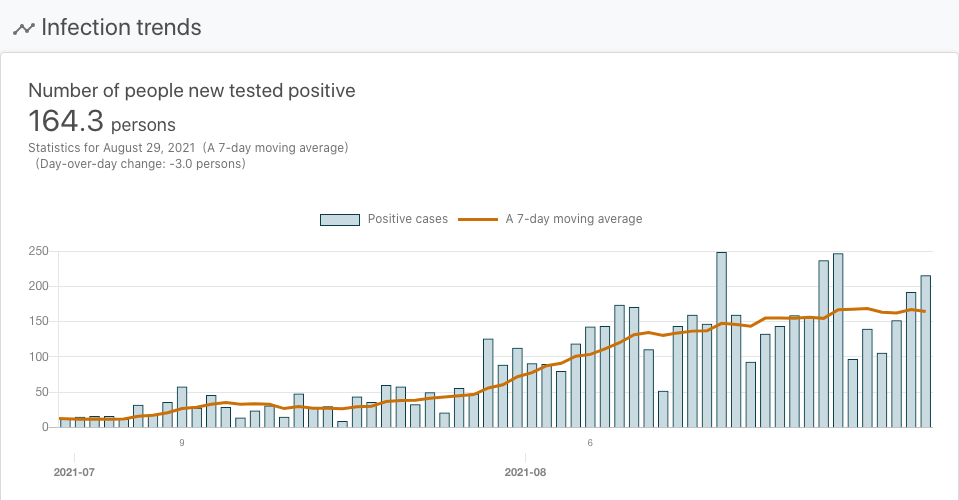 Infection trends
Number of people new tested positive
164.3 persons
Statistics for August 29, 2021 (A 7-day moving average)
(Day-over-day change: -3.0 persons)
Positive cases A 7-day moving average
250
200
150
100
50
0
9 6
2021-07 2021-08